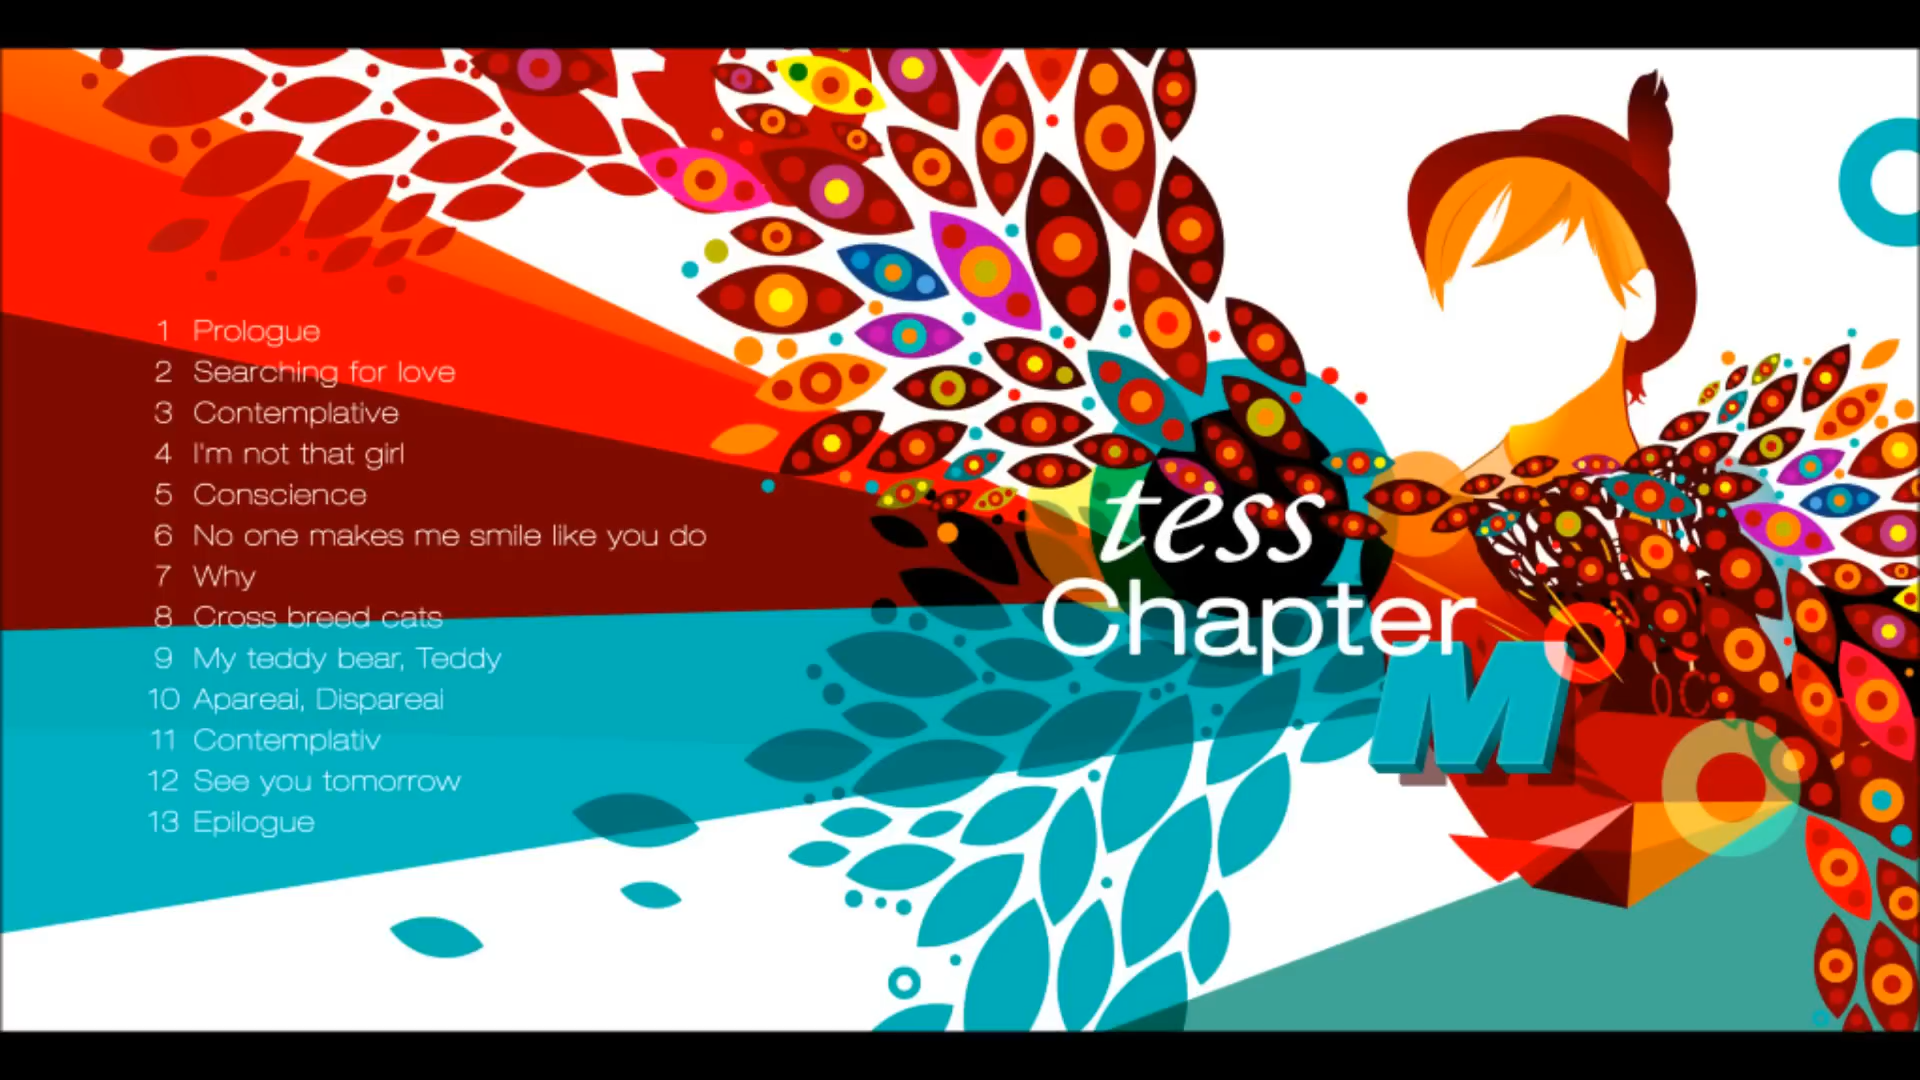 1 Prologue
2 Searching for love
3 Contemplative
4 I'm not that girl
5 Conscience
6 No one makes me smile like you do
7 Why
8 Cross breed cats
9 My teddy bear, Teddy
10 Apareai, Dispareai
11 Contemplativ
12 See you tomorrow
13 Epilogue
tess
Chapter
M